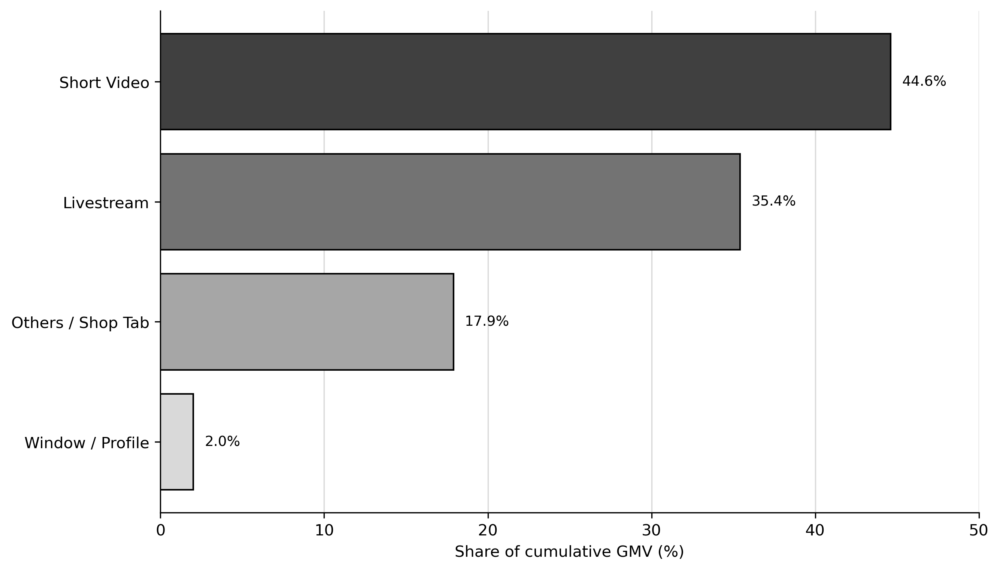 Short Video
44.6%
Livestream
35.4%
Others / Shop Tab
17.9%
Window / Profile
2.0%
0 10 20 30 40 50
Share of cumulative GMV (%)